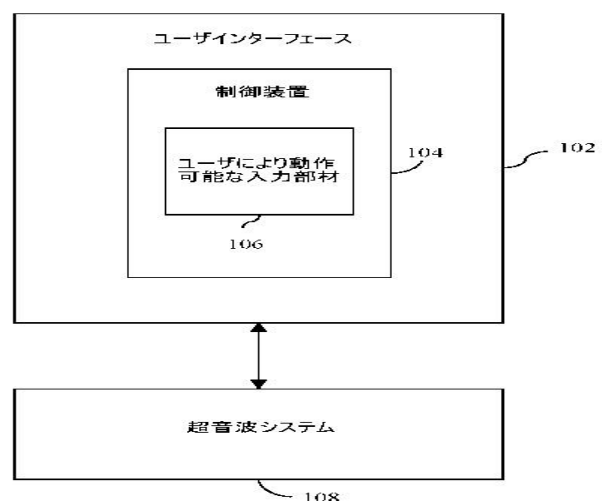 ユーザインターフェース
制御装置
ユーザにより動作
可能な入力部材
104
102
106
超音波システム
108